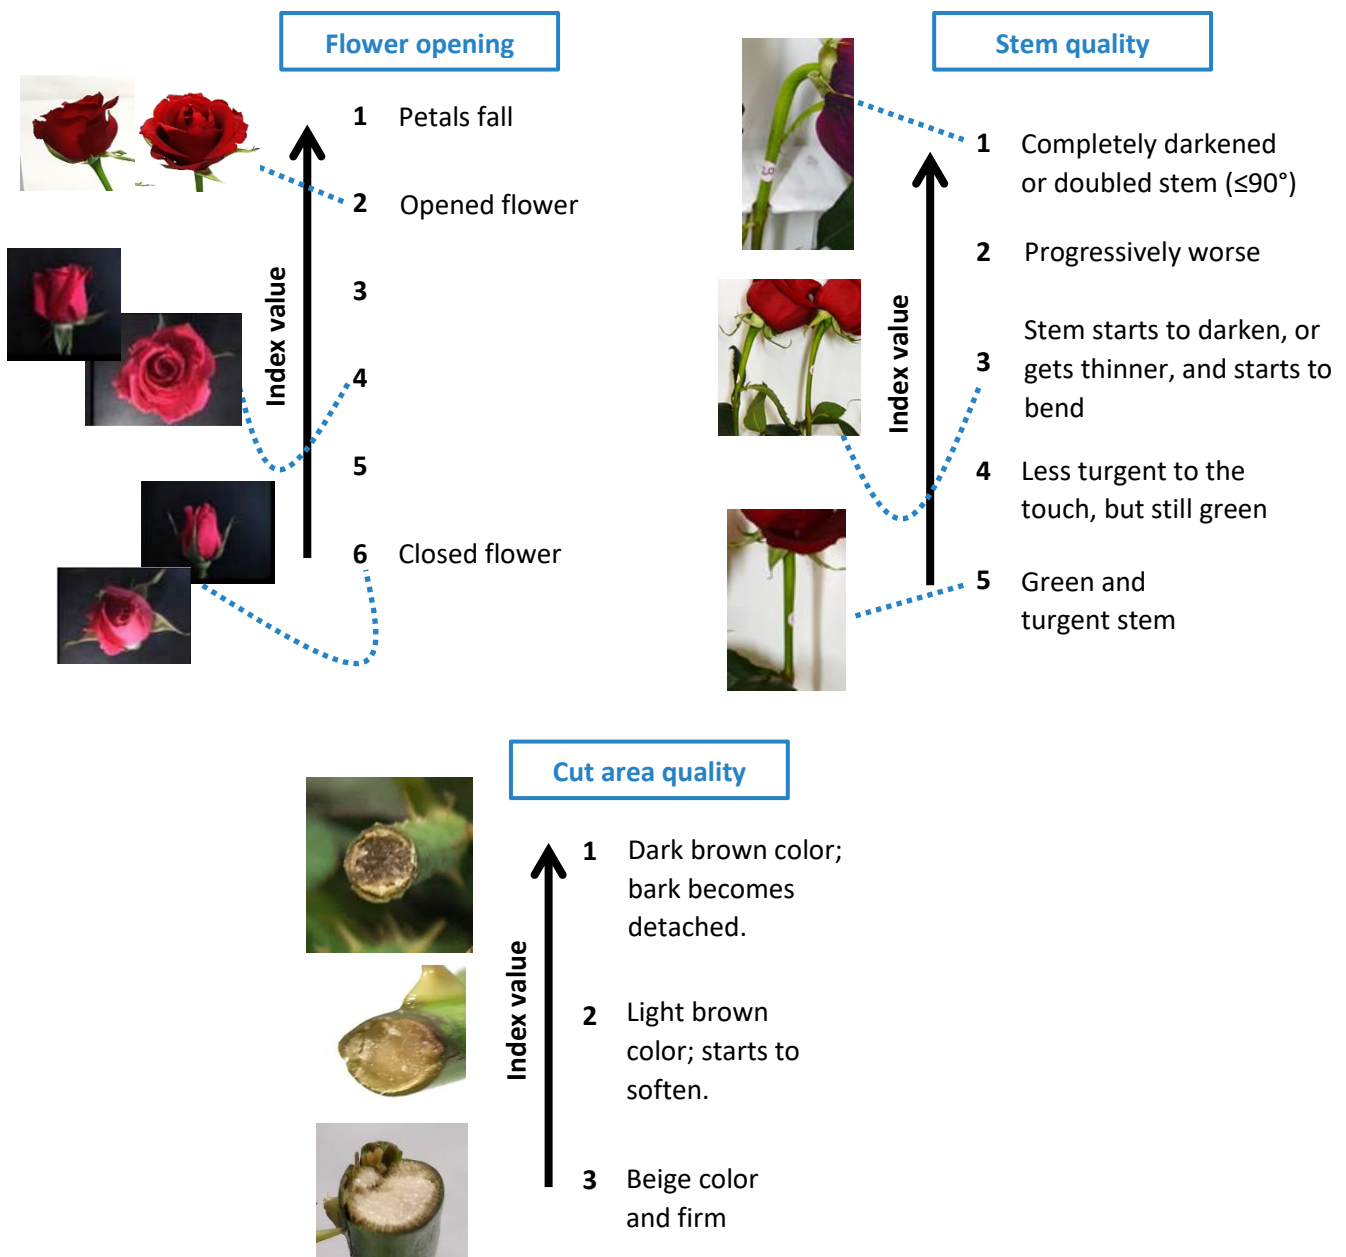 Flower opening
Index value
1 Petals fall
2 Opened flower
3
4
5
6 Closed flower
Stem quality
Index value
1 Completely darkened
or doubled stem (≤90°)
2 Progressively worse
3 Stem starts to darken, or
gets thinner, and starts to
bend
4 Less turgent to the
touch, but still green
5 Green and
turgent stem
Cut area quality
Index value
1 Dark brown color;
bark becomes
detached.
2 Light brown
color; starts to
soften.
3 Beige color
and firm